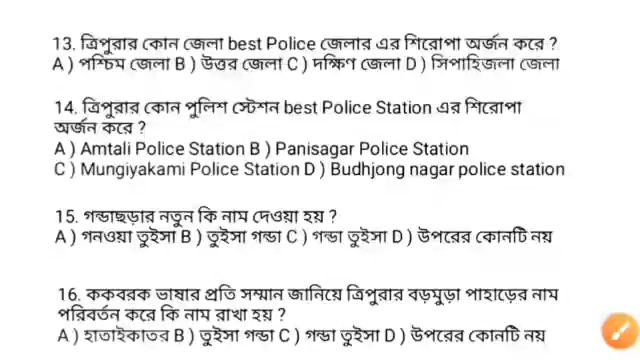 13. ত্রিপুরার কোন জেলা best Police জেলার এর শিরোপা অর্জন করে ?
A ) পশ্চিম জেলা B ) উত্তর জেলা C ) দক্ষিণ জেলা D ) সিপাহিজলা জেলা
14. ত্রিপুরার কোন পুলিশ স্টেশন best Police Station এর শিরোপা
অর্জন করে ?
A ) Amtali Police Station B ) Panisagar Police Station
C ) Mungiyakami Police Station D ) Budhjong nagar police station
15. গন্ডাছড়ার নতুন কি নাম দেওয়া হয় ?
A ) গনওয়া তুইসা B ) তুইসা গন্ডা C ) গন্ডা তুইসা D ) উপরের কোনটি নয়
16. ককবরক ভাষার প্রতি সম্মান জানিয়ে ত্রিপুরার বড়মুড়া পাহাড়ের নাম
পরিবর্তন করে কি নাম রাখা হয় ?
A ) হাতাইকাতর B ) তুইসা গন্ডা C ) গন্ডা তুইসা D ) উপরের কোনটি নয়